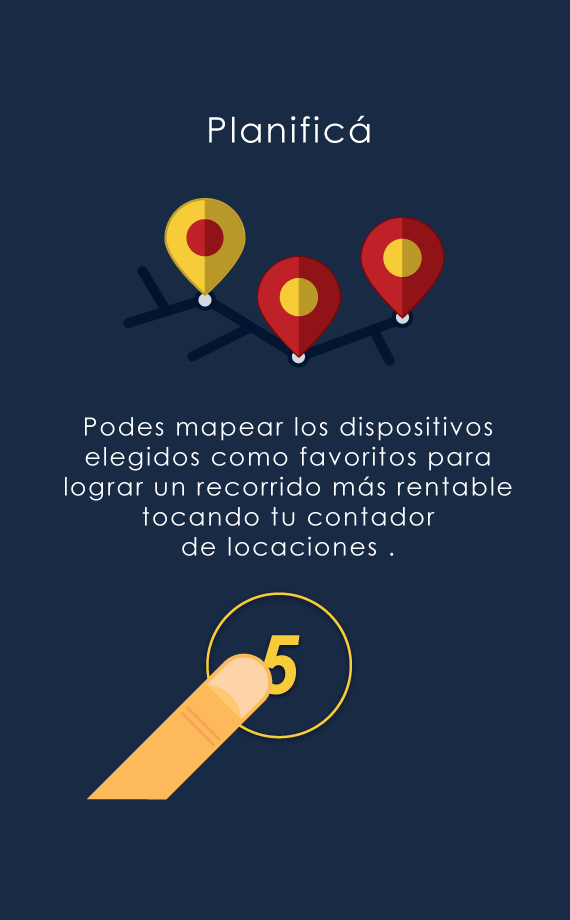 Planificá
Podes mapear los dispositivos
elegidos como favoritos para
lograr un recorrido más rentable
tocando tu contador
de locaciones .
5